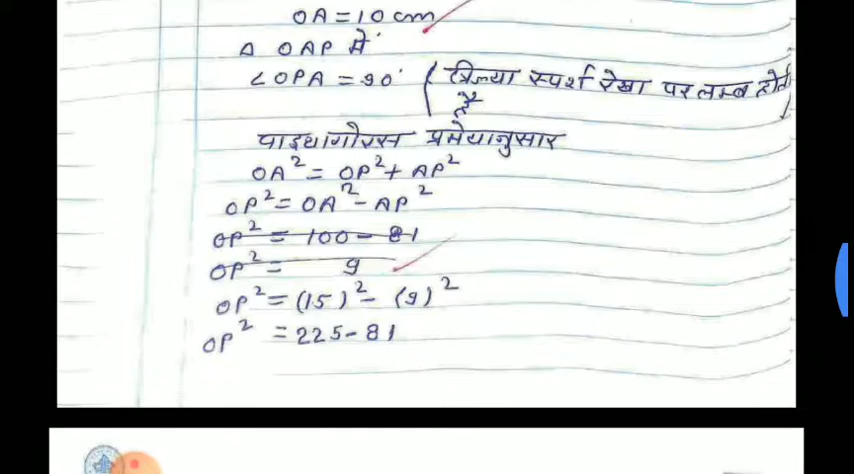 OA = 10 cm
Δ OAP में
∠OPA = 90° (त्रिज्या स्पर्श रेखा पर लम्ब होती
है)
पाइथागोरस प्रमेयानुसार
OA² = OP² + AP²
OP² = OA² - AP²
OP² = 100 - 81
OP² = 9
OP² = (15)² - (9)²
OP² = 225 - 81